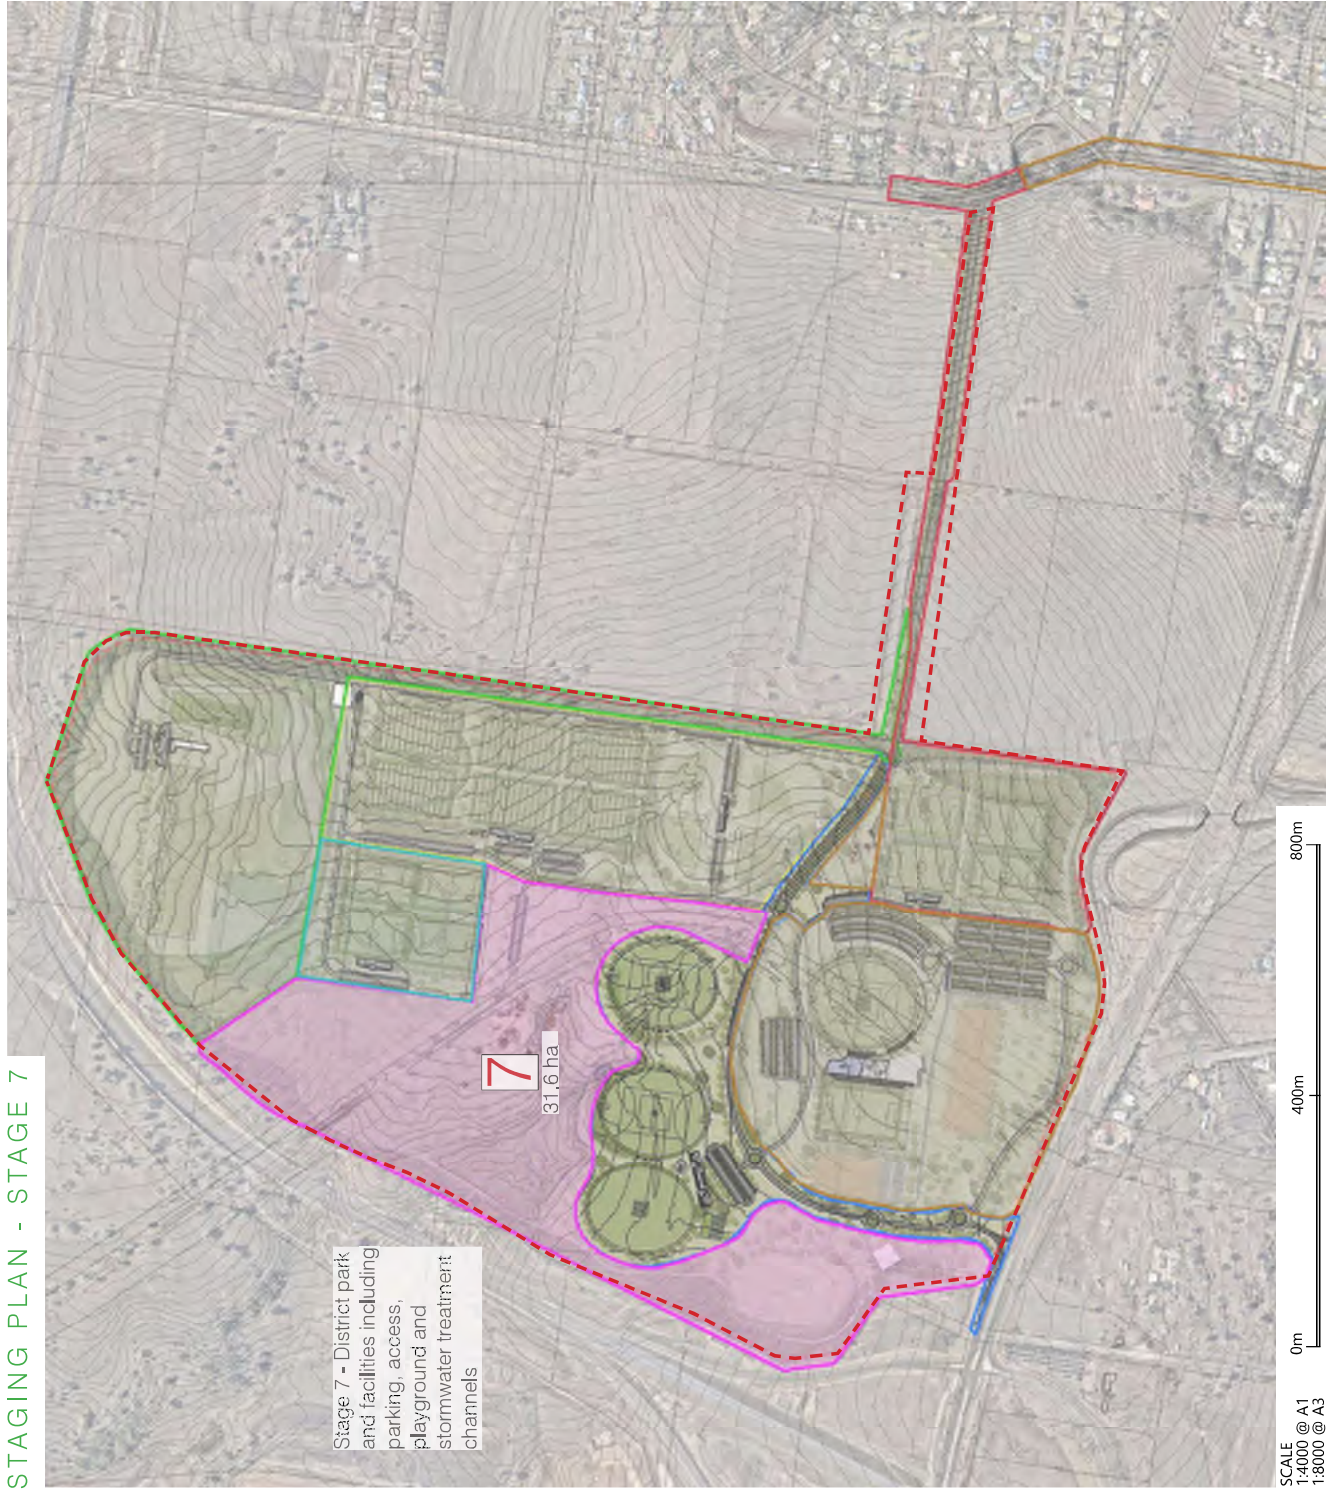 STAGING PLAN - STAGE 7
Stage 7 - District park
and facilities including
parking, access,
playground and
stormwater treatment
channels
7
31.6 ha
0m
400m
800m
SCALE
1:4000 @ A1
1:8000 @ A3